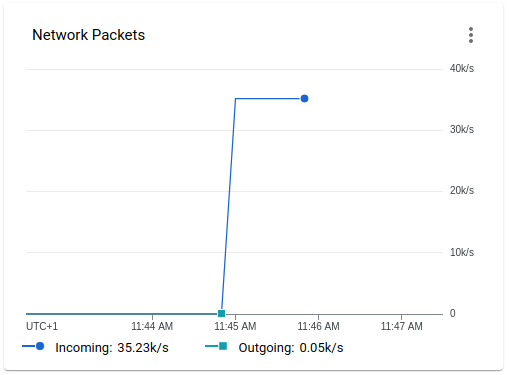 Network Packets
40k/s
30k/s
20k/s
10k/s
0
UTC+1 11:44 AM 11:45 AM 11:46 AM 11:47 AM
Incoming: 35.23k/s Outgoing: 0.05k/s